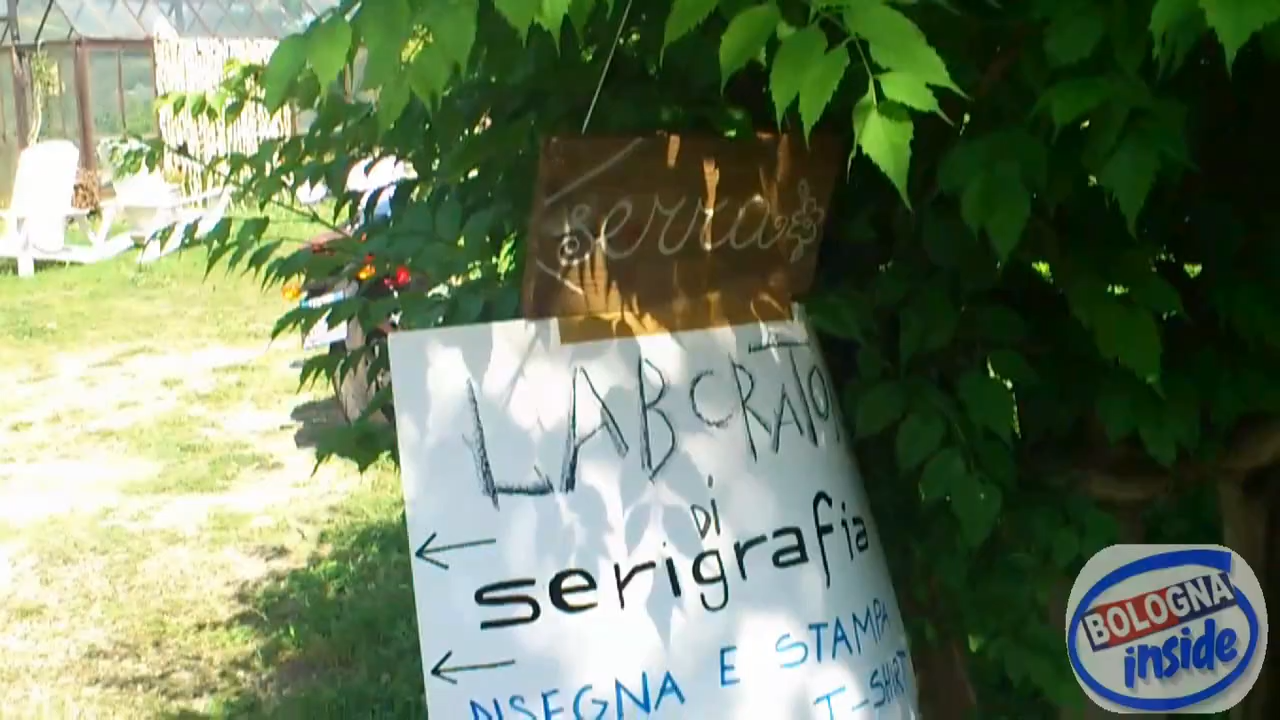 serra
LABORATO
DI
serigrafia
DISEGNA E STAMPA
T-SHIRT
BOLOGNA
inside